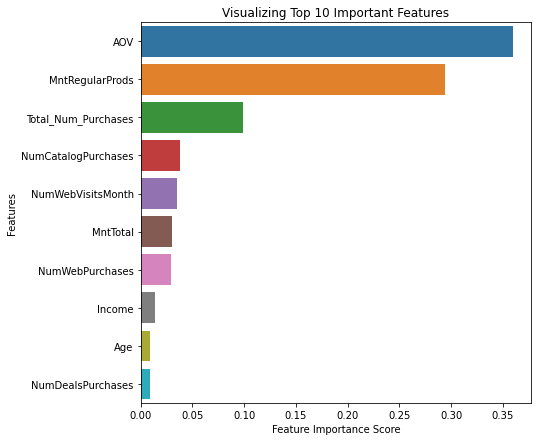 Visualizing Top 10 Important Features
AOV
MntRegularProds
Total_Num_Purchases
NumCatalogPurchases
NumWebVisitsMonth
MntTotal
NumWebPurchases
Income
Age
NumDealsPurchases
Features
0.00 0.05 0.10 0.15 0.20 0.25 0.30 0.35
Feature Importance Score